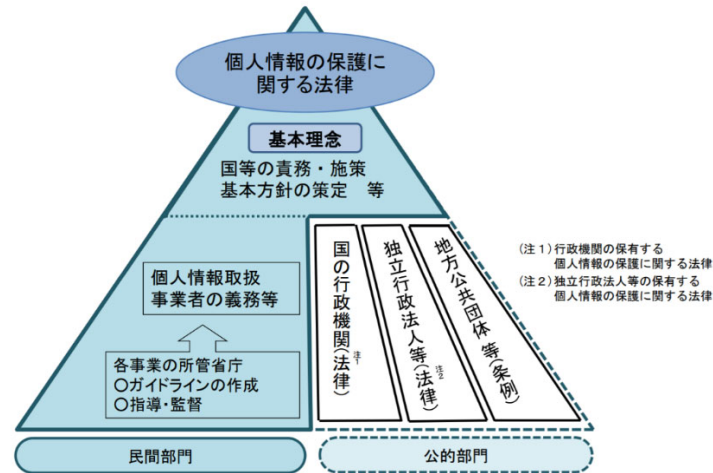 個人情報の保護に
関する法律
基本理念
国等の責務・施策
基本方針の策定　等
個人情報取扱
事業者の義務等
各事業の所管省庁
○ガイドラインの作成
○指導・監督
国の行政機関(法律)注1
独立行政法人等(法律)注2
地方公共団体 等(条例)
(注1)行政機関の保有する
個人情報の保護に関する法律
(注2)独立行政法人等の保有する
個人情報の保護に関する法律
民間部門
公的部門